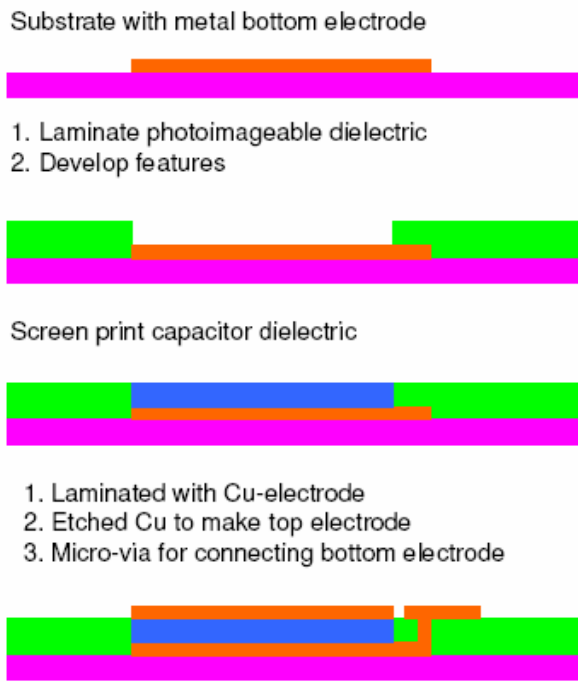 Substrate with metal bottom electrode
1. Laminate photoimageable dielectric
2. Develop features
Screen print capacitor dielectric
1. Laminated with Cu-electrode
2. Etched Cu to make top electrode
3. Micro-via for connecting bottom electrode